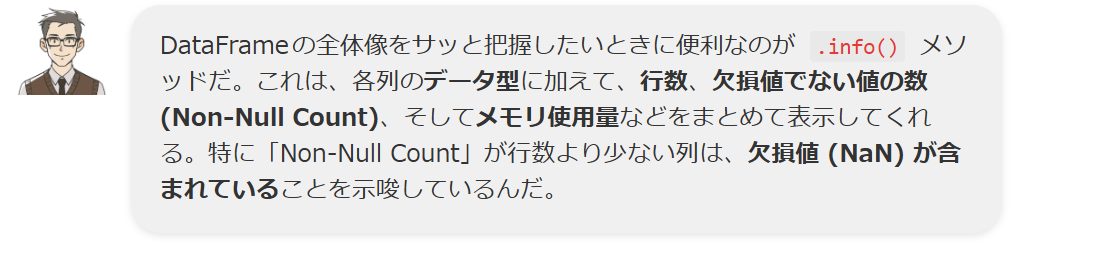 DataFrameの全体像をサッと把握したいときに便利なのが .info() メソ
ッドだ。これは、各列のデータ型に加えて、行数、欠損値でない値の数
(Non-Null Count)、そしてメモリ使用量などをまとめて表示してくれ
る。特に「Non-Null Count」が行数より少ない列は、欠損値 (NaN) が含
まれていることを示唆しているんだ。